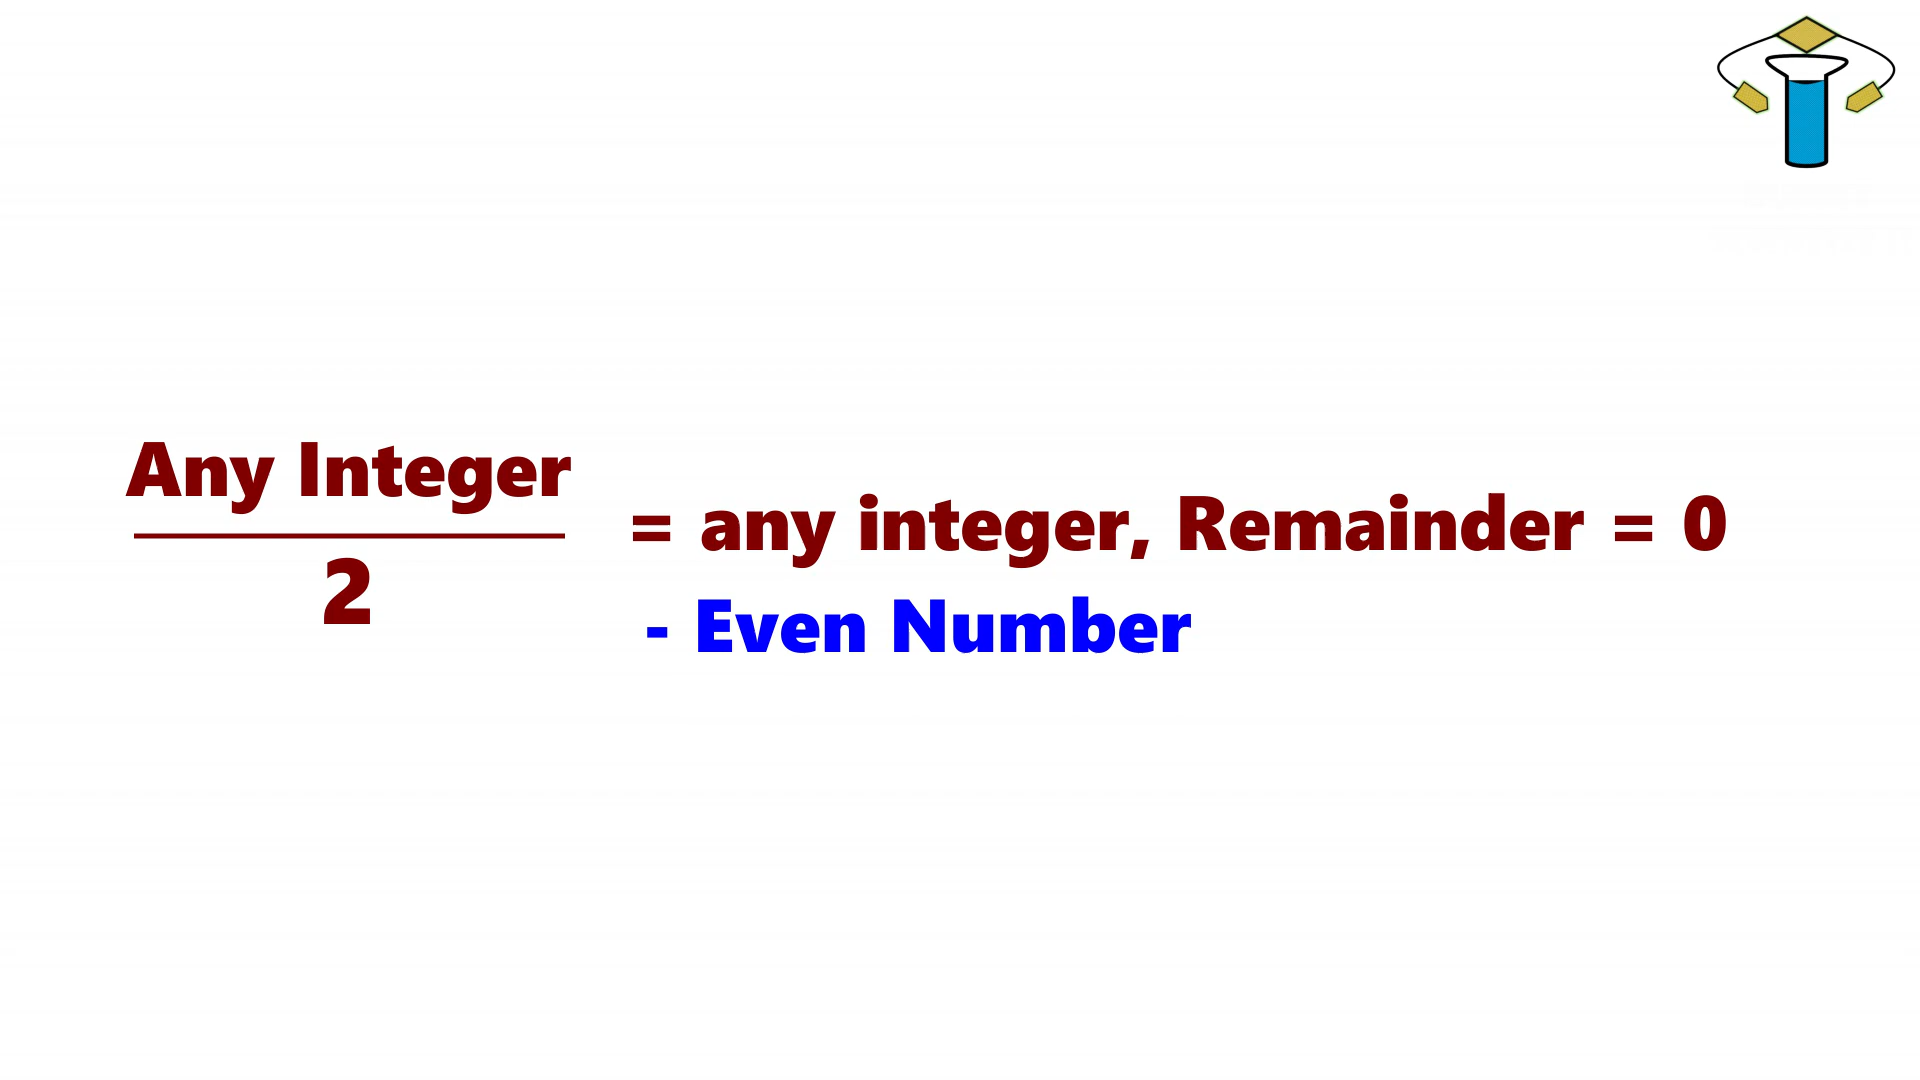 Any Integer
2
= any integer, Remainder = 0
- Even Number